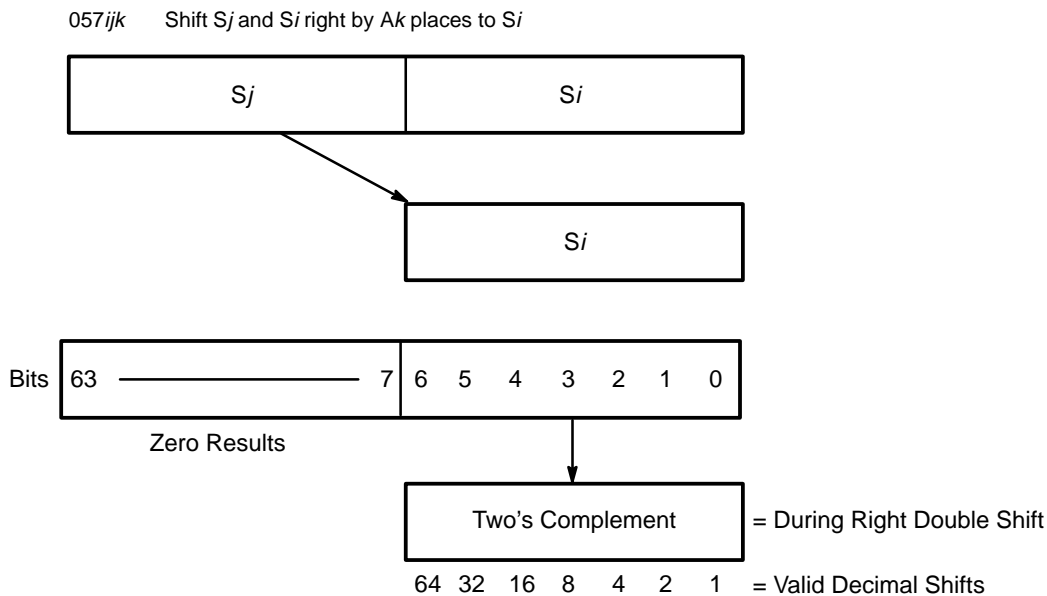 057ijk Shift Sj and Si right by Ak places to Si
Sj Si
Si
Bits 63 7 6 5 4 3 2 1 0
Zero Results
Two's Complement = During Right Double Shift
64 32 16 8 4 2 1 = Valid Decimal Shifts